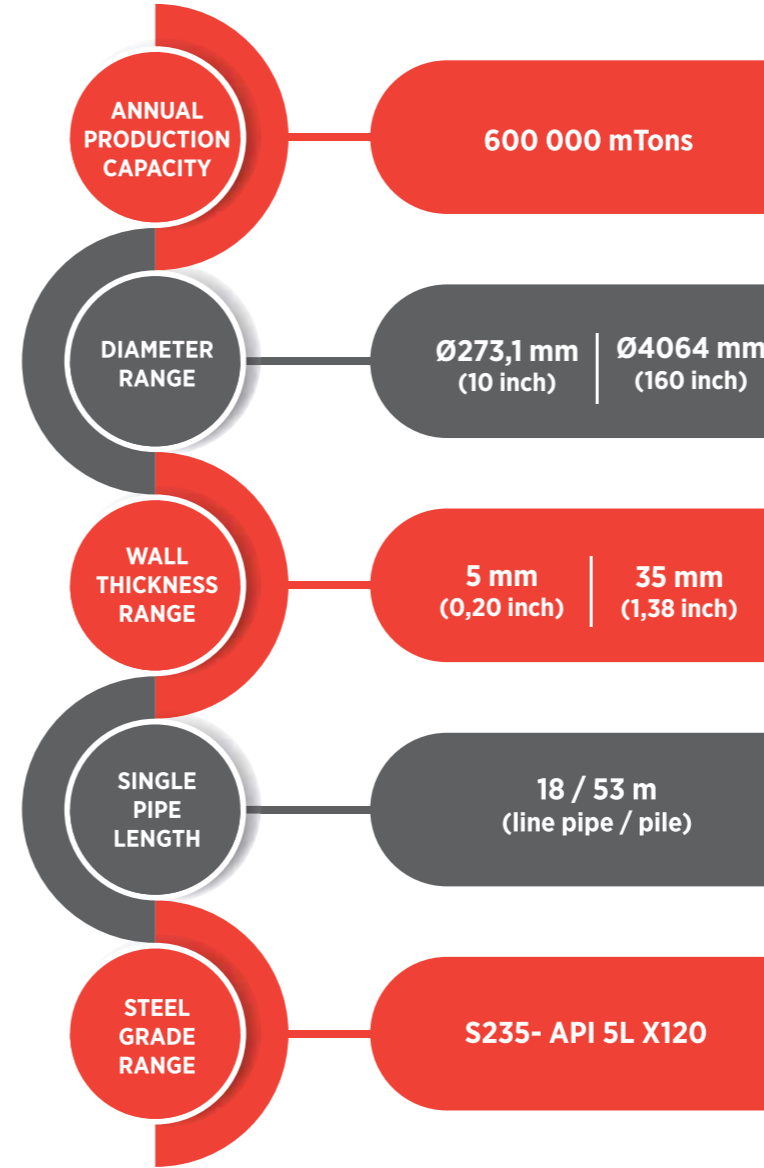 ANNUAL
PRODUCTION
CAPACITY
600 000 mTons
DIAMETER
RANGE
Ø273,1 mm
(10 inch)
Ø4064 mm
(160 inch)
WALL
THICKNESS
RANGE
5 mm
(0,20 inch)
35 mm
(1,38 inch)
SINGLE
PIPE
LENGTH
18 / 53 m
(line pipe / pile)
STEEL
GRADE
RANGE
S235- API 5L X120